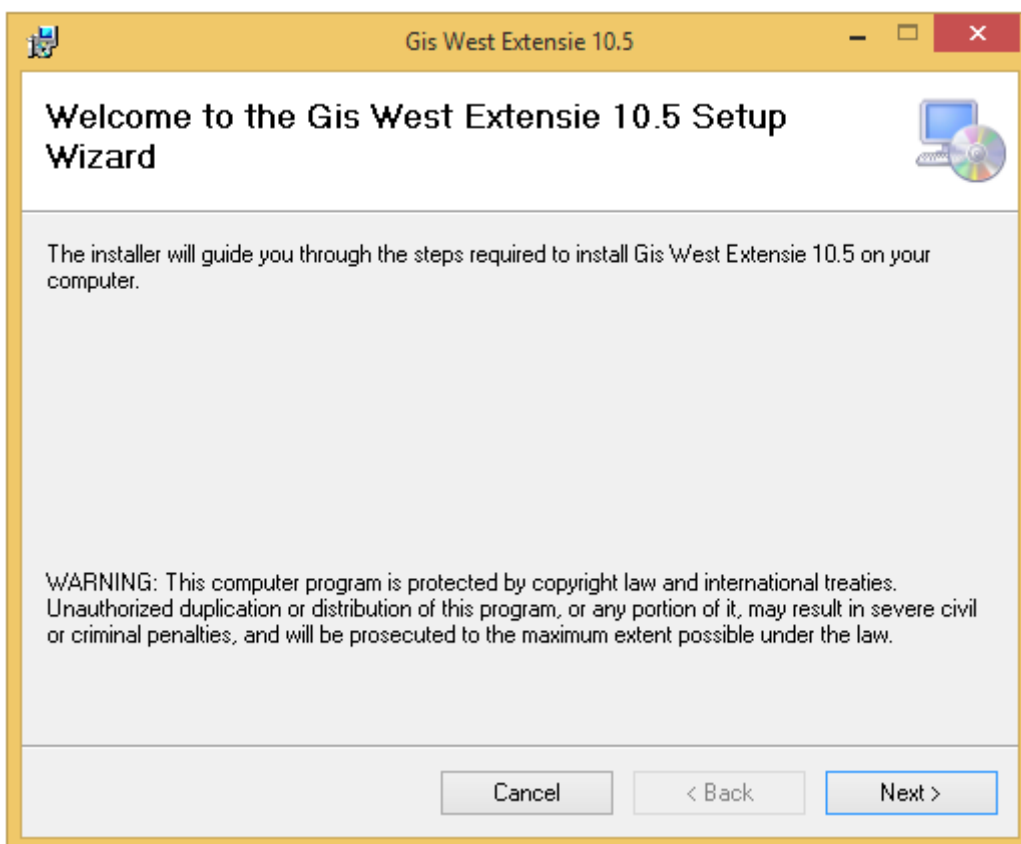 Gis West Extensie 10.5
Welcome to the Gis West Extensie 10.5 Setup
Wizard
The installer will guide you through the steps required to install Gis West Extensie 10.5 on your
computer.
WARNING: This computer program is protected by copyright law and international treaties.
Unauthorized duplication or distribution of this program, or any portion of it, may result in severe civil
or criminal penalties, and will be prosecuted to the maximum extent possible under the law.
Cancel
< Back
Next >